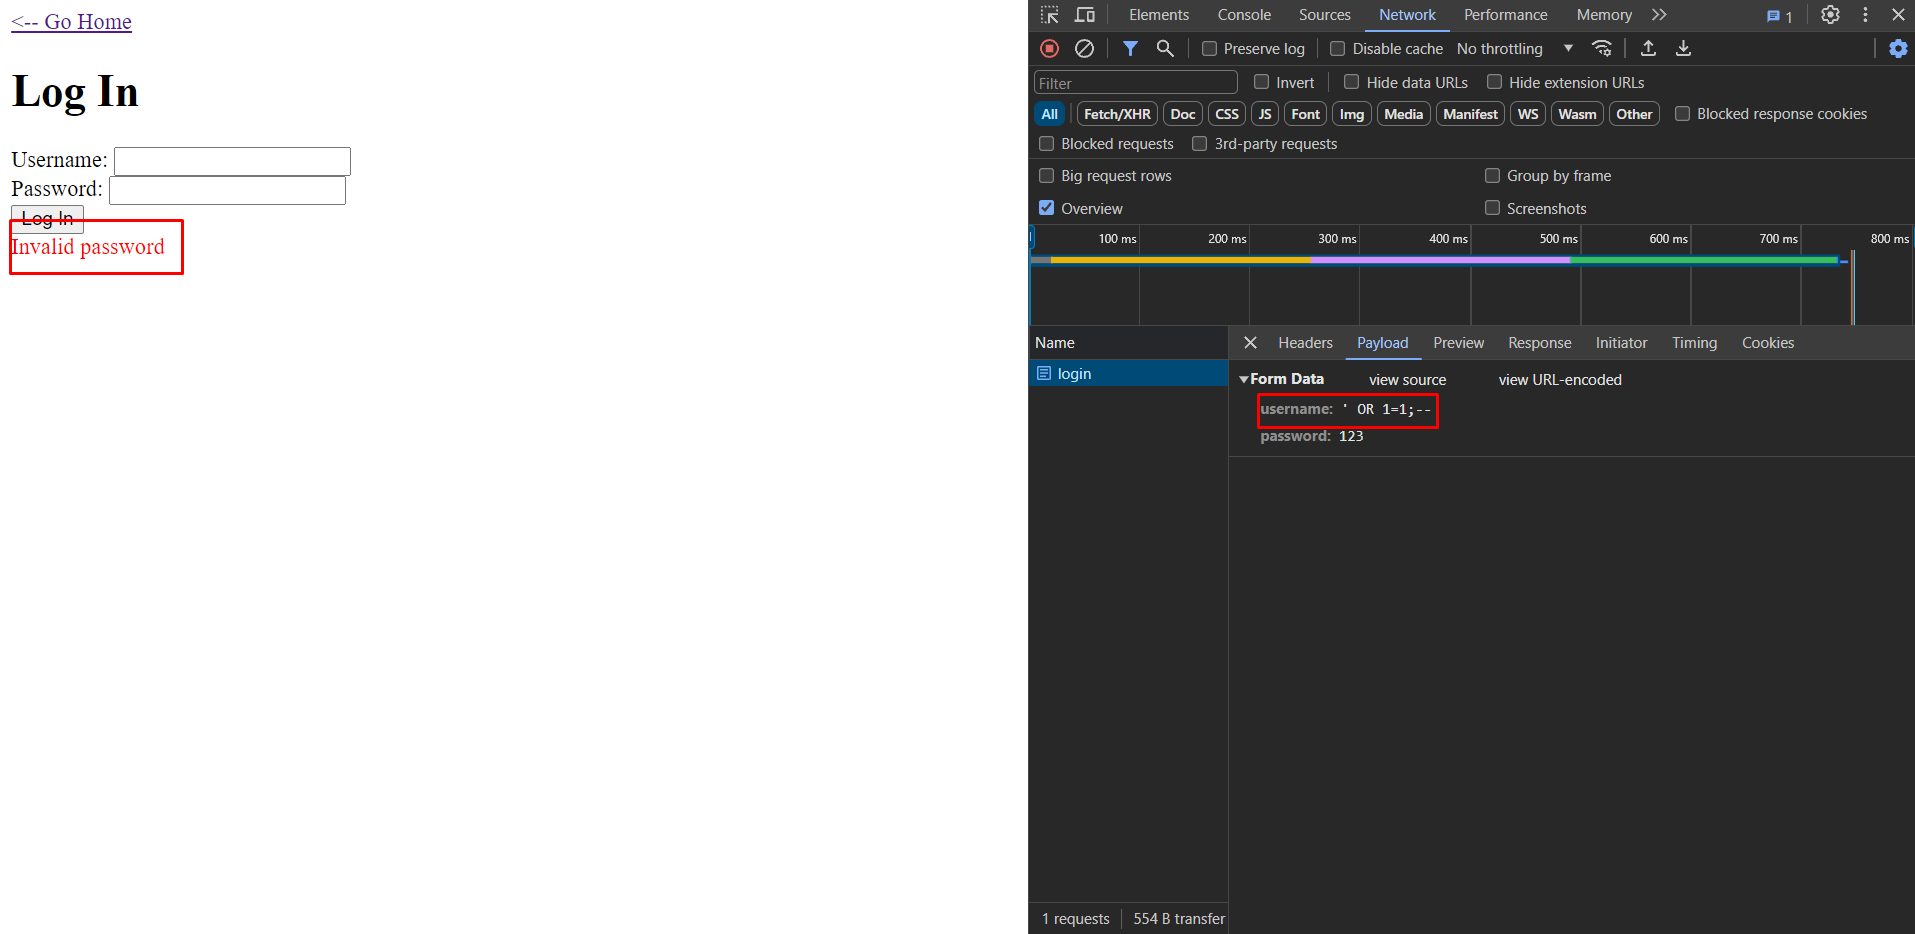 <-- Go Home
Log In
Username:
Password:
Log In
Invalid password
Elements Console Sources Network Performance Memory 1
Preserve log Disable cache No throttling
Filter Invert Hide data URLs Hide extension URLs
All Fetch/XHR Doc CSS JS Font Img Media Manifest WS Wasm Other Blocked response cookies
Blocked requests 3rd-party requests
Big request rows Group by frame
Overview Screenshots
100 ms 200 ms 300 ms 400 ms 500 ms 600 ms 700 ms 800 ms
Name Headers Payload Preview Response Initiator Timing Cookies
login
Form Data view source view URL-encoded
username: ' OR 1=1;--
password: 123
1 requests 554 B transfer